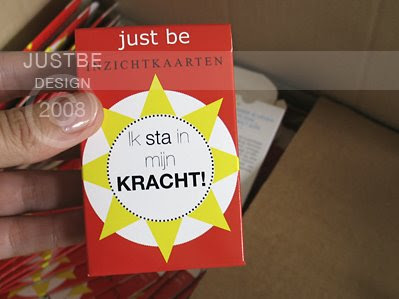 just be
INZICHTKAARTEN
JUSTBE
DESIGN
2008
Ik sta in
mijn
KRACHT!